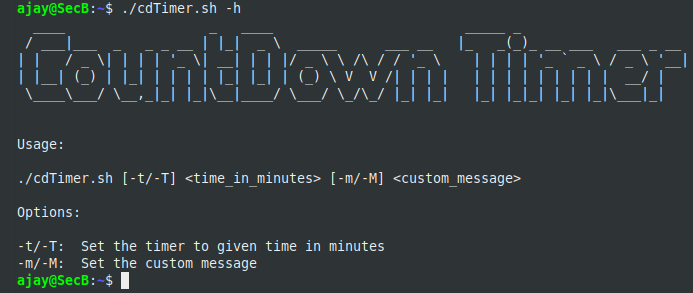 ajay@SecB:~$ ./cdTimer.sh -h
CountDown Timer
Usage:
./cdTimer.sh [-t/-T] <time_in_minutes> [-m/-M] <custom_message>
Options:
-t/-T:  Set the timer to given time in minutes
-m/-M:  Set the custom message
ajay@SecB:~$